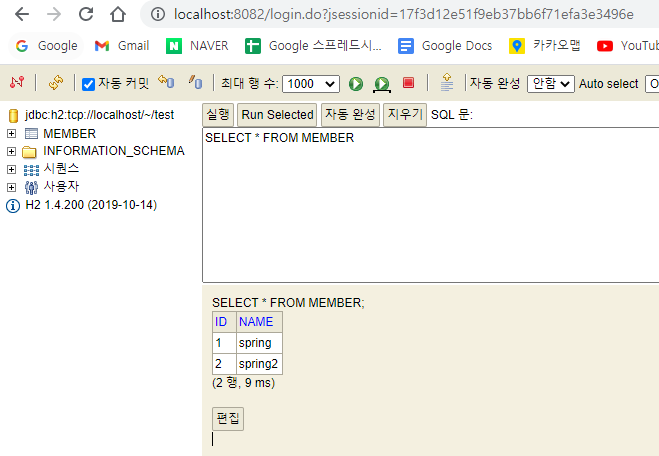 localhost:8082/login.do?jsessionid=17f3d12e51f9eb37bb6f71efa3e3496e
Google Gmail NAVER Google 스프레드시... Google Docs 카카오맵 YouTu
자동 커밋 최대 행 수: 1000 자동 완성 안함 Auto select O
jdbc:h2:tcp://localhost/~/test
MEMBER
INFORMATION_SCHEMA
시퀀스
사용자
H2 1.4.200 (2019-10-14)
실행 Run Selected 자동 완성 지우기 SQL 문:
SELECT * FROM MEMBER
SELECT * FROM MEMBER;
ID NAME
1 spring
2 spring2
(2 행, 9 ms)
편집